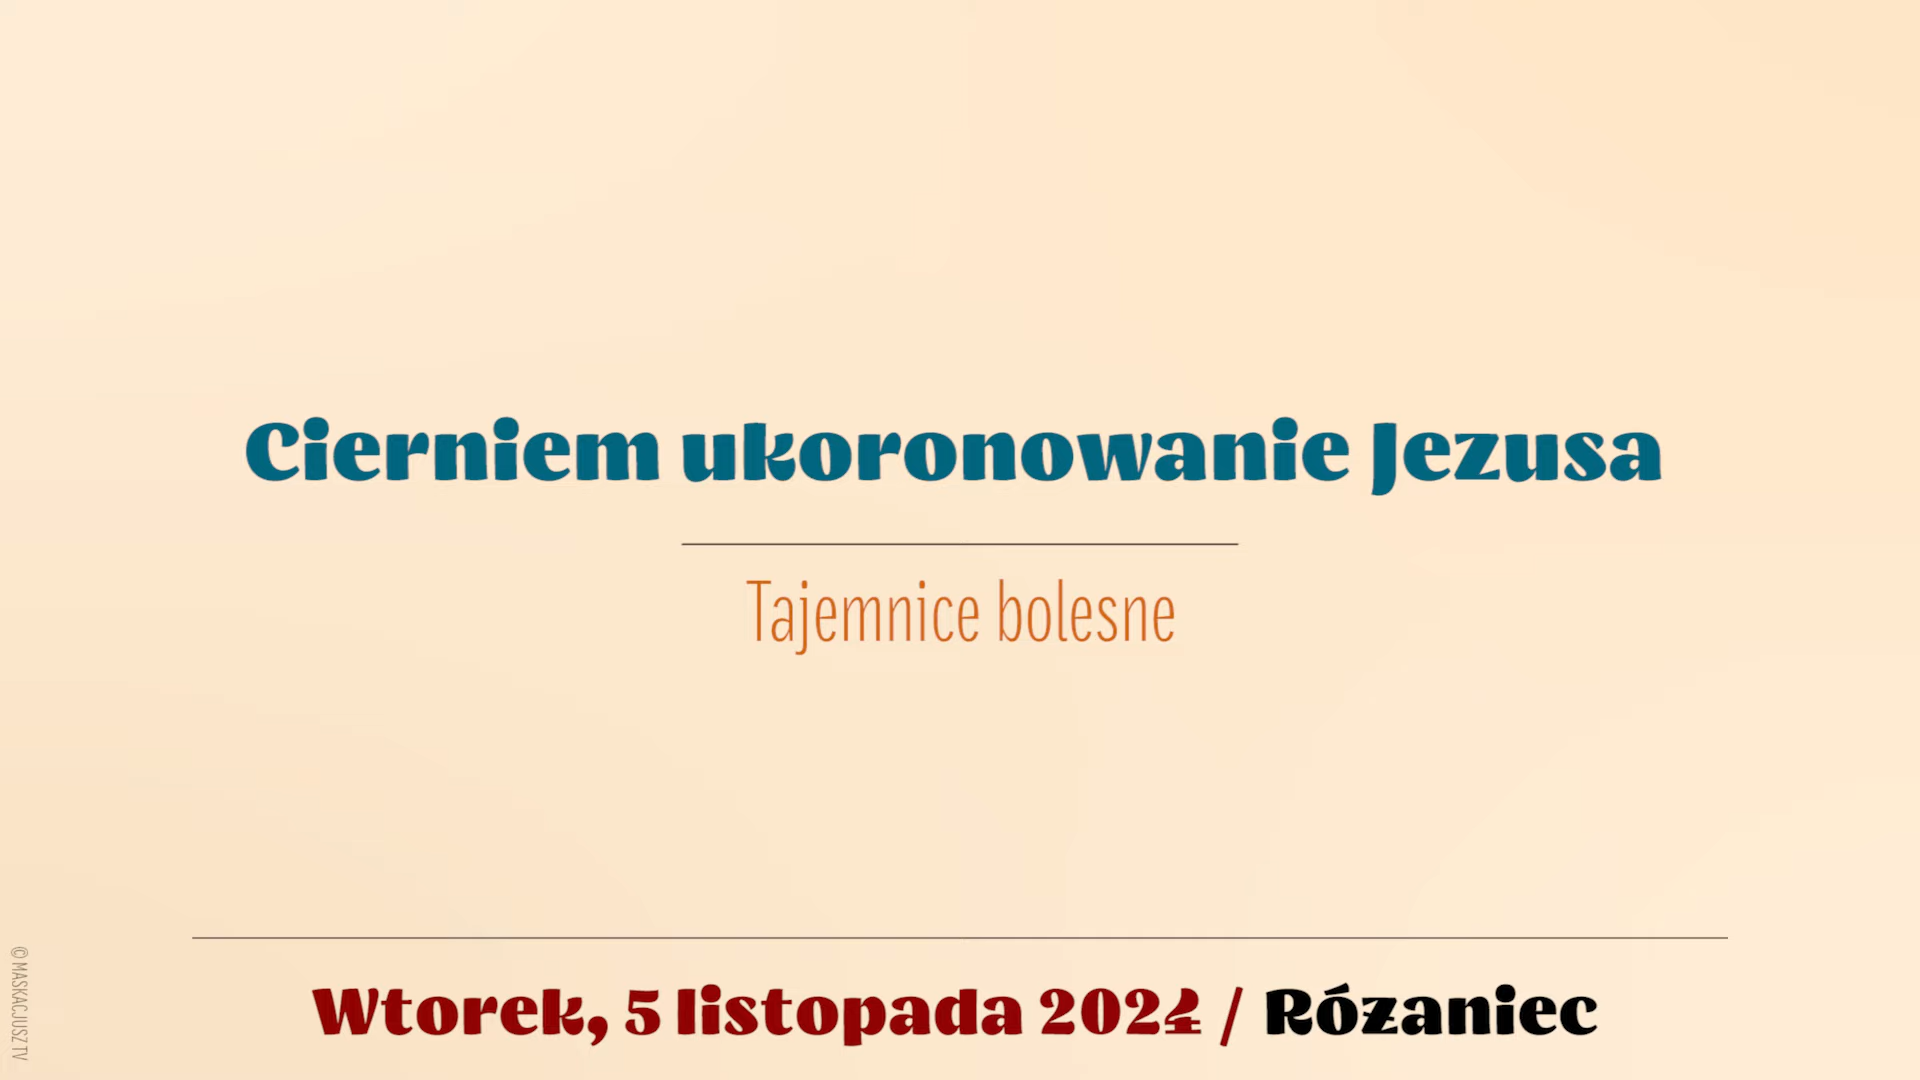 Cierniem ukoronowanie Jezusa
Tajemnice bolesne
Wtorek, 5 listopada 2024 / Różaniec
© MASKACJUSZ TV